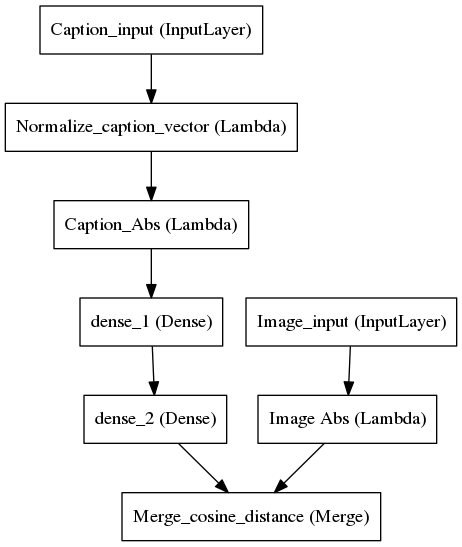 Caption_input (InputLayer)
Normalize_caption_vector (Lambda)
Caption_Abs (Lambda)
dense_1 (Dense)
Image_input (InputLayer)
dense_2 (Dense)
Image Abs (Lambda)
Merge_cosine_distance (Merge)